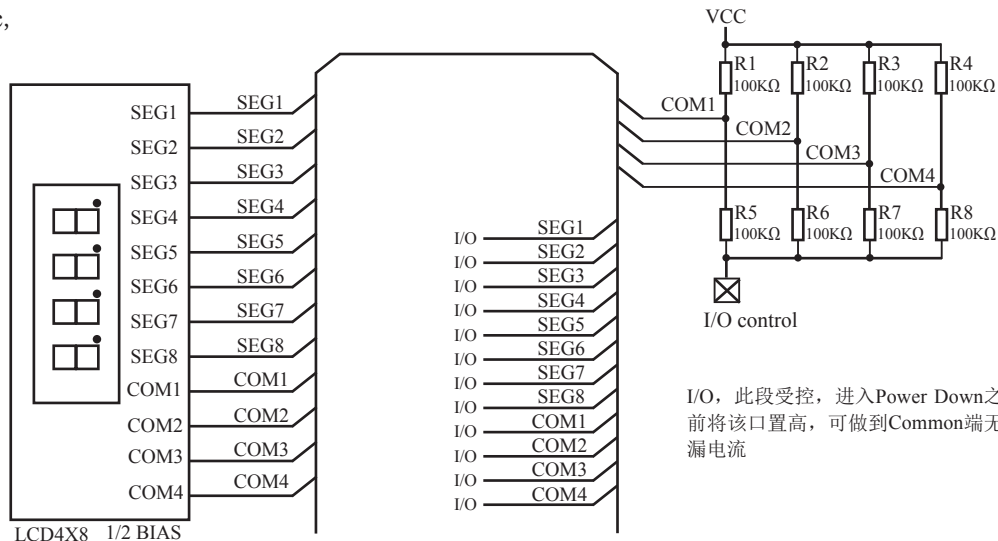 c,
SEG1
SEG2
SEG3
SEG4
SEG5
SEG6
SEG7
SEG8
COM1
COM2
COM3
COM4
LCD4X8 1/2 BIAS
SEG1
SEG2
SEG3
SEG4
SEG5
SEG6
SEG7
SEG8
COM1
COM2
COM3
COM4
I/O SEG1
I/O SEG2
I/O SEG3
I/O SEG4
I/O SEG5
I/O SEG6
I/O SEG7
I/O SEG8
I/O COM1
I/O COM2
I/O COM3
I/O COM4
VCC
R1 R2 R3 R4
100KΩ 100KΩ 100KΩ 100KΩ
COM1
COM2
COM3
COM4
R5 R6 R7 R8
100KΩ 100KΩ 100KΩ 100KΩ
I/O control
I/O，此段受控，进入Power Down之
前将该口置高，可做到Common端无
漏电流